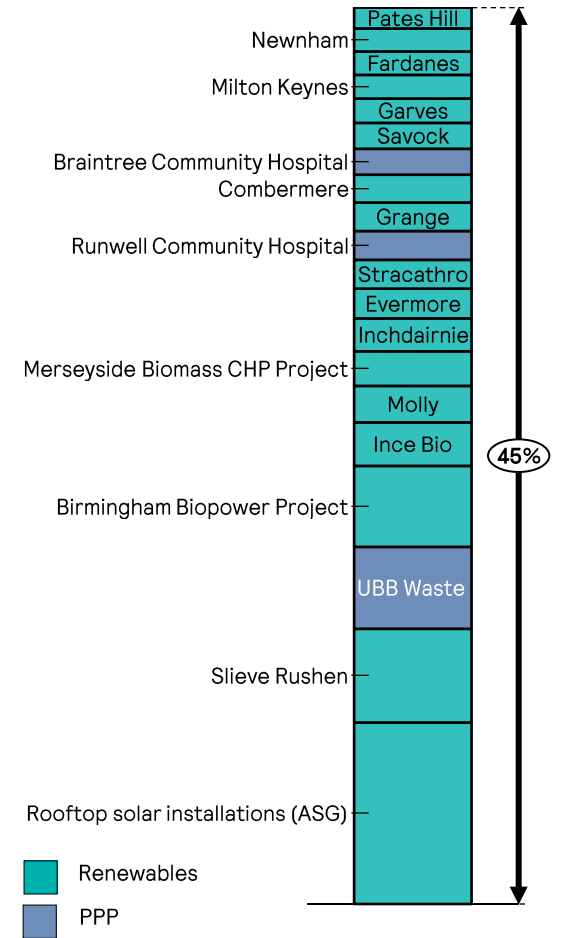 Pates Hill
Newnham
Fardanes
Milton Keynes
Garves
Savock
Braintree Community Hospital
Combermere
Grange
Runwell Community Hospital
Stracathro
Evermore
Inchdairnie
Merseyside Biomass CHP Project
Molly
Ince Bio
45%
Birmingham Biopower Project
UBB Waste
Slieve Rushen
Rooftop solar installations (ASG)
Renewables
PPP